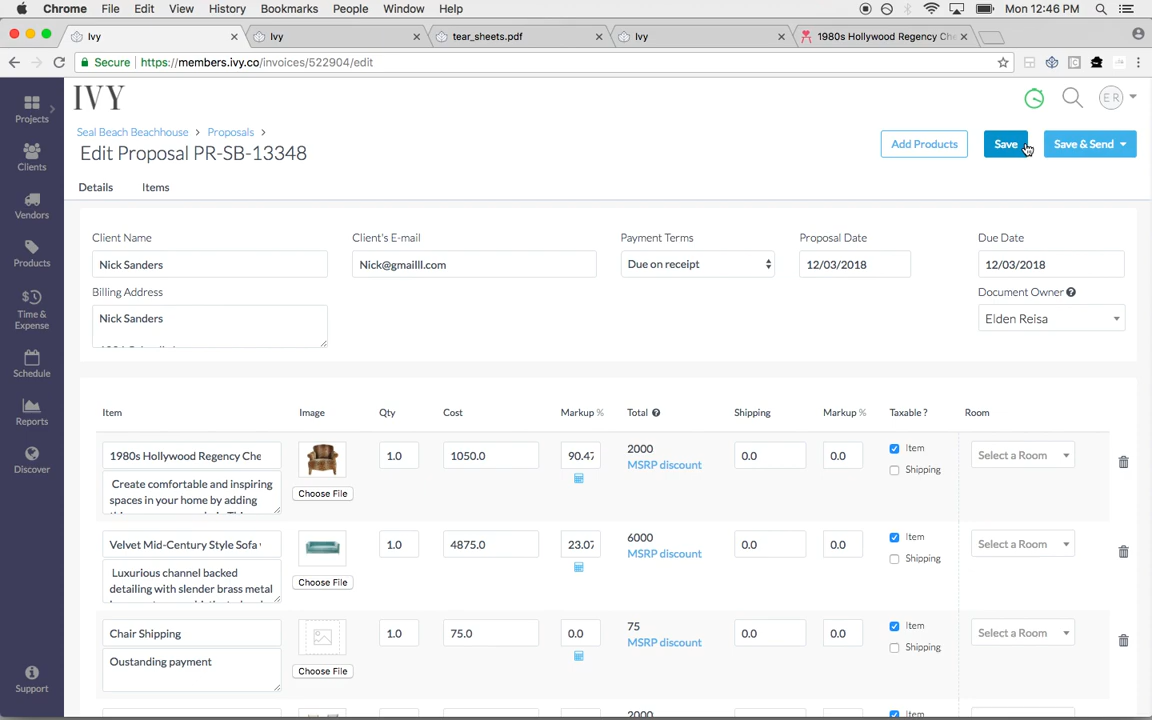 Chrome File Edit View History Bookmarks People Window Help Mon 12:46 PM
Ivy Ivy tear_sheets.pdf Ivy 1980s Hollywood Regency Che
Secure https://members.ivy.co/invoices/522904/edit
IVY
E R
Projects
Clients
Vendors
Products
Time &
Expense
Schedule
Reports
Discover
Support
Seal Beach Beachhouse > Proposals >
Edit Proposal PR-SB-13348
Add Products Save Save & Send
Details Items
Client Name Client's E-mail Payment Terms Proposal Date Due Date
Nick Sanders Nick@gmailll.com Due on receipt 12/03/2018 12/03/2018
Billing Address Document Owner
Nick Sanders Elden Reisa
Item Image Qty Cost Markup % Total Shipping Markup % Taxable? Room
1980s Hollywood Regency Che 1.0 1050.0 90.47 2000 0.0 0.0 Item Select a Room
MSRP discount Shipping
Create comfortable and inspiring
spaces in your home by adding
Choose File
Velvet Mid-Century Style Sofa 1.0 4875.0 23.07 6000 0.0 0.0 Item Select a Room
MSRP discount Shipping
Luxurious channel backed
detailing with slender brass metal
Choose File
Chair Shipping 1.0 75.0 0.0 75 0.0 0.0 Item Select a Room
MSRP discount Shipping
Oustanding payment
Choose File
2000 Item